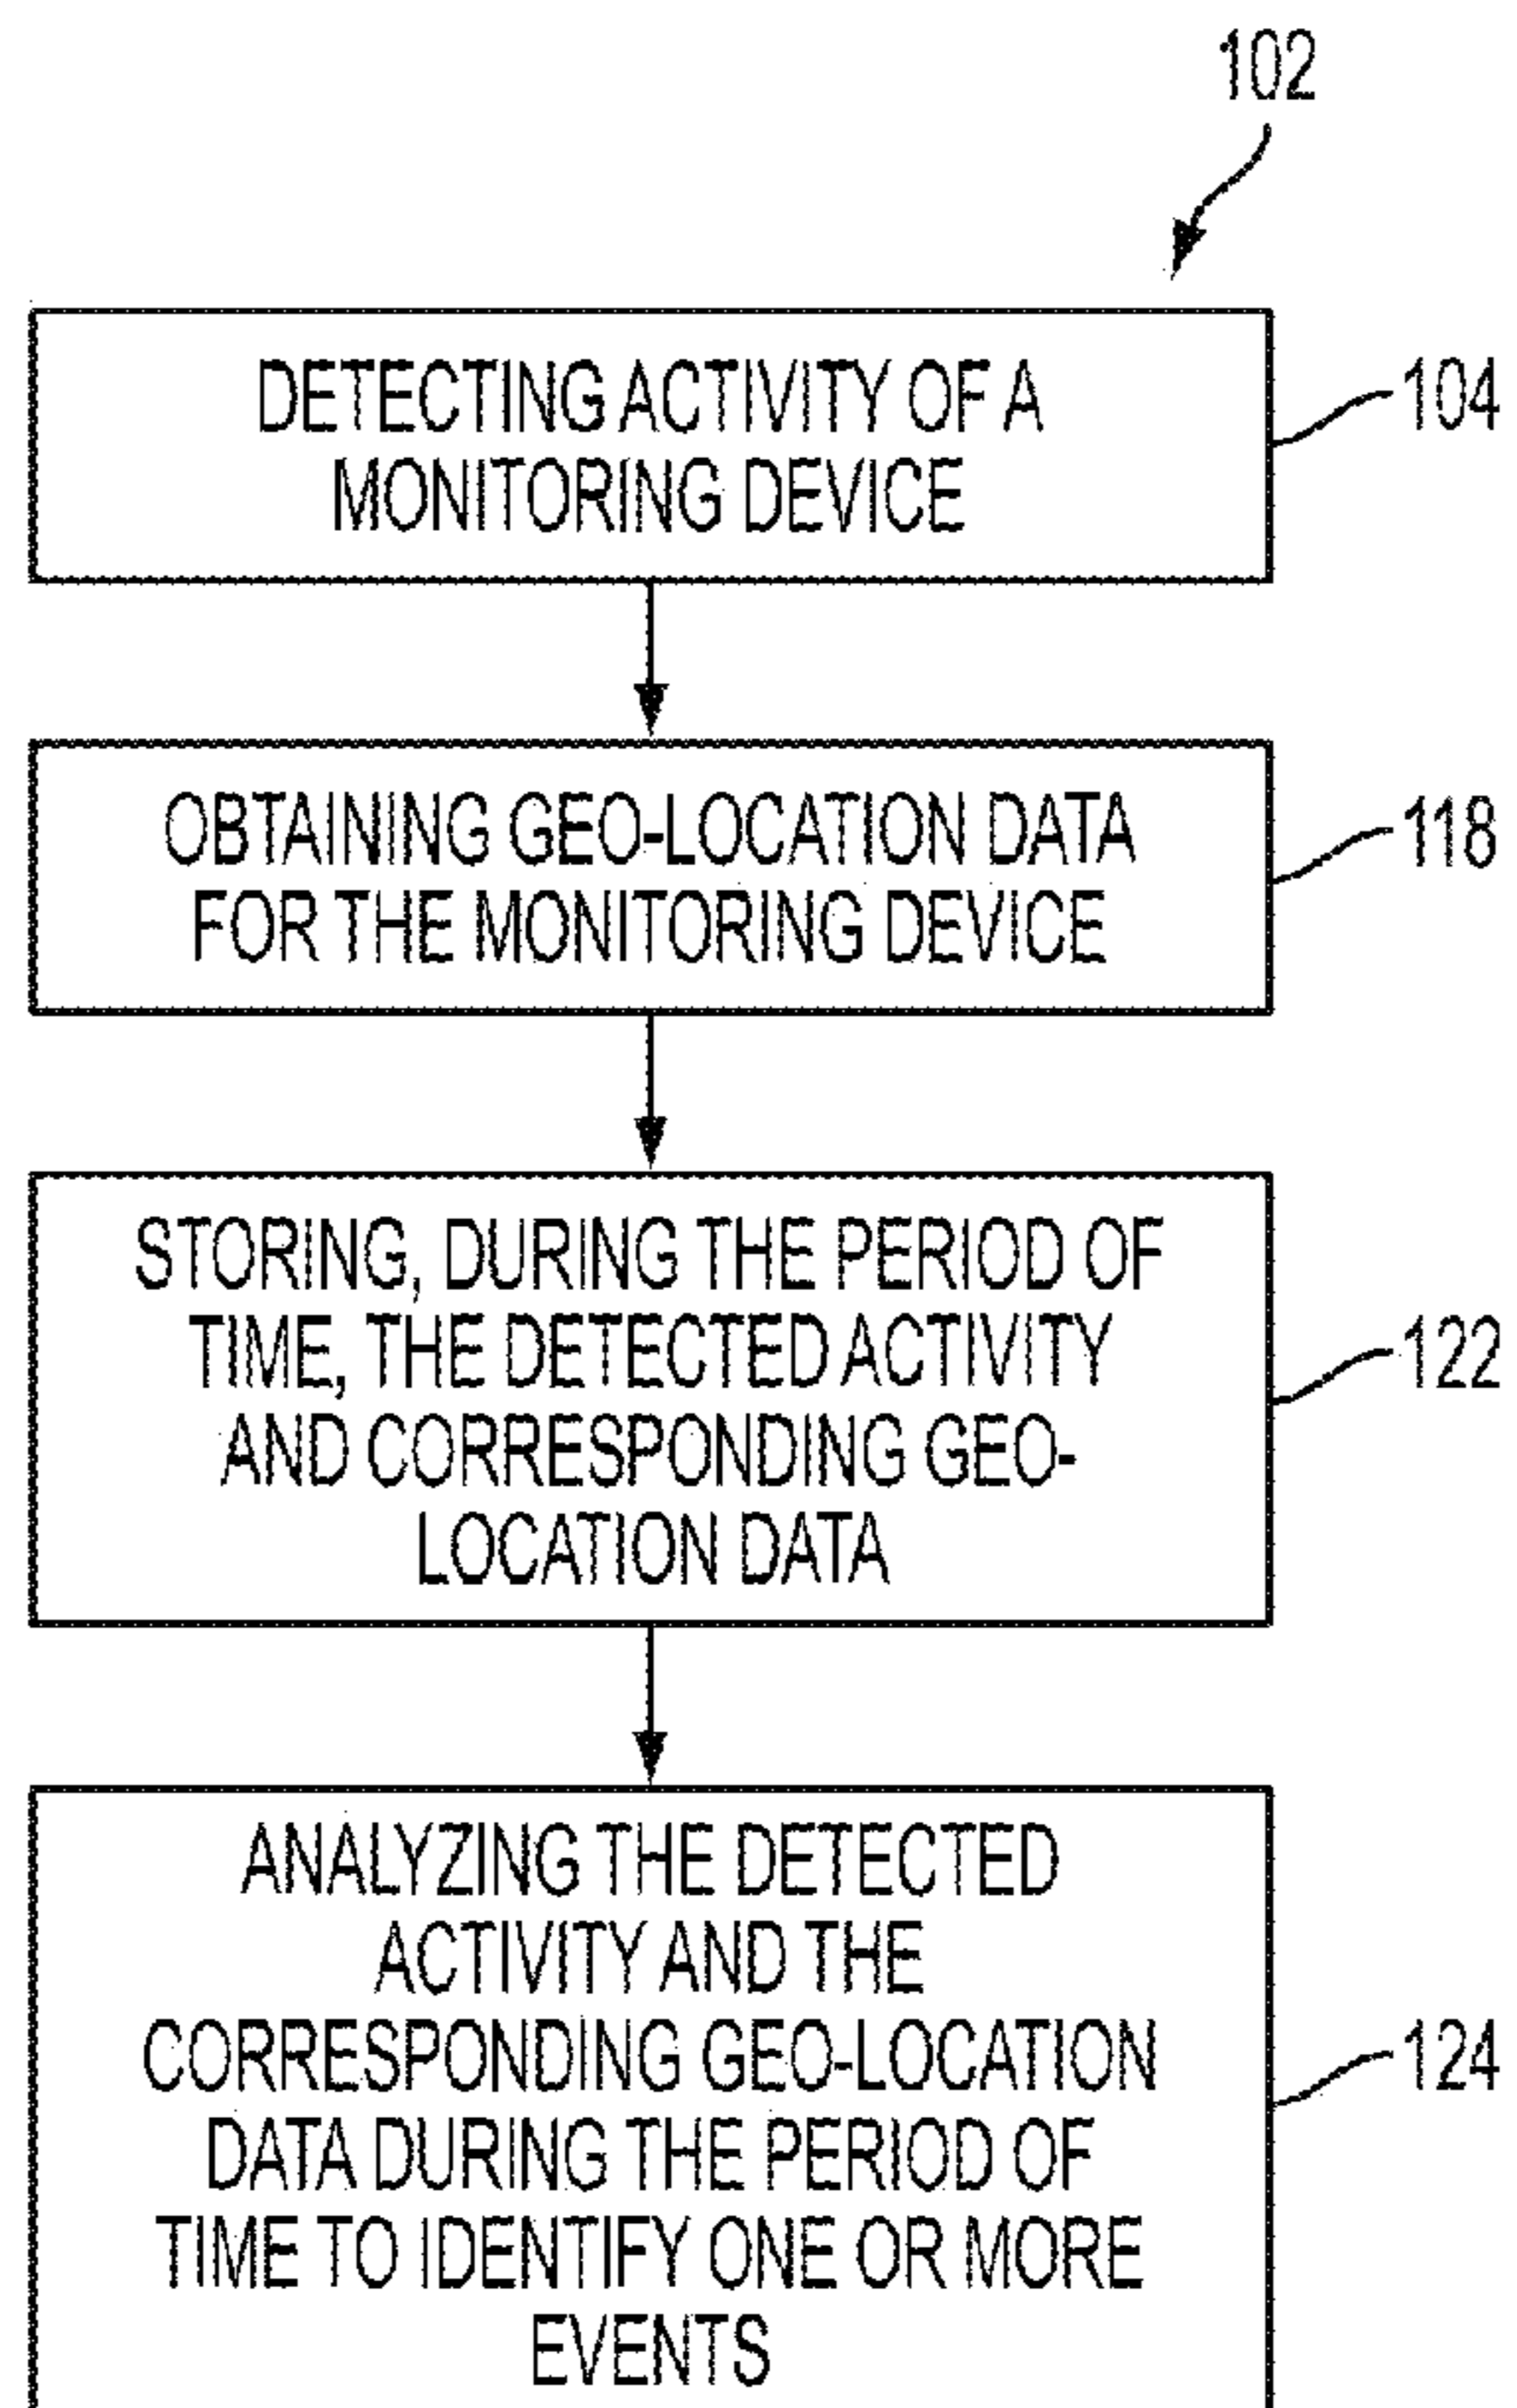 102
DETECTING ACTIVITY OF A
MONITORING DEVICE
104
OBTAINING GEO-LOCATION DATA
FOR THE MONITORING DEVICE
118
STORING, DURING THE PERIOD OF
TIME, THE DETECTED ACTIVITY
AND CORRESPONDING GEO-
LOCATION DATA
122
ANALYZING THE DETECTED
ACTIVITY AND THE
CORRESPONDING GEO-LOCATION
DATA DURING THE PERIOD OF
TIME TO IDENTIFY ONE OR MORE
EVENTS
124